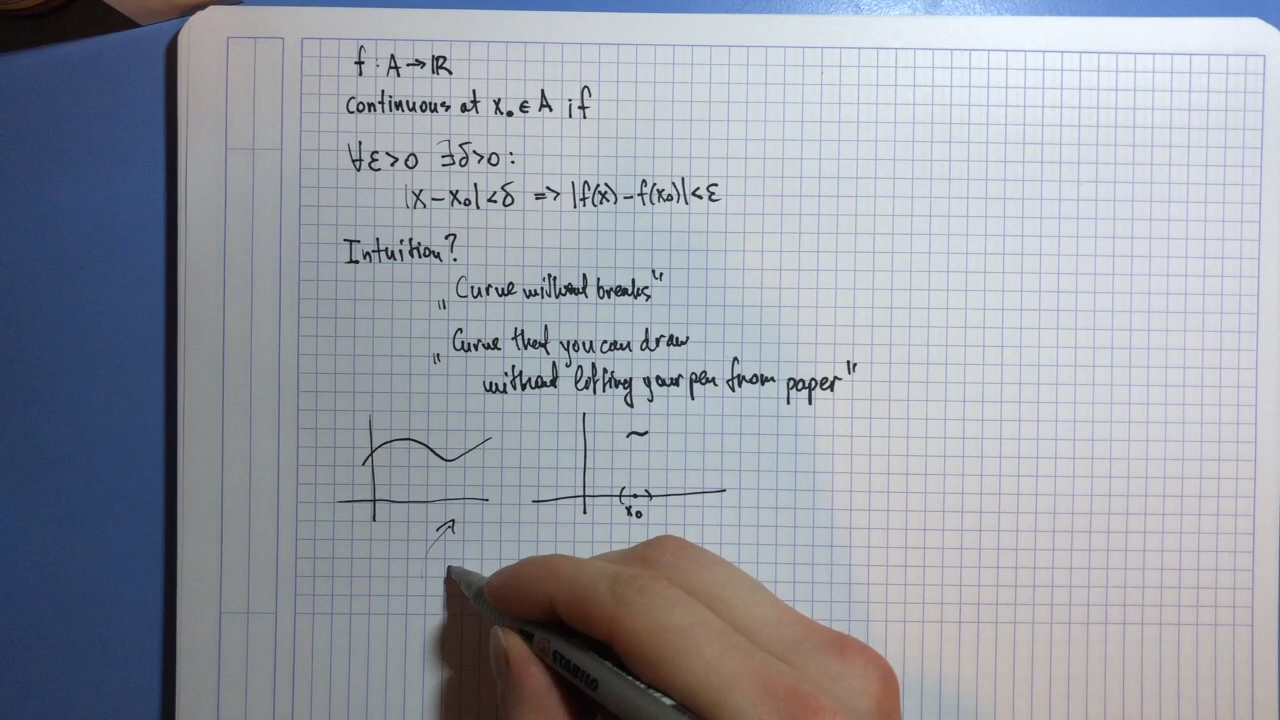 f : A → ℝ
continuous at x₀ ∈ A if
∀ε>0 ∃δ>0 :
|x − x₀| < δ => |f(x) − f(x₀)| < ε
Intuition?
„Curve without breaks"
„Curve that you can draw
without lifting your pen from paper"
x₀
STABILO